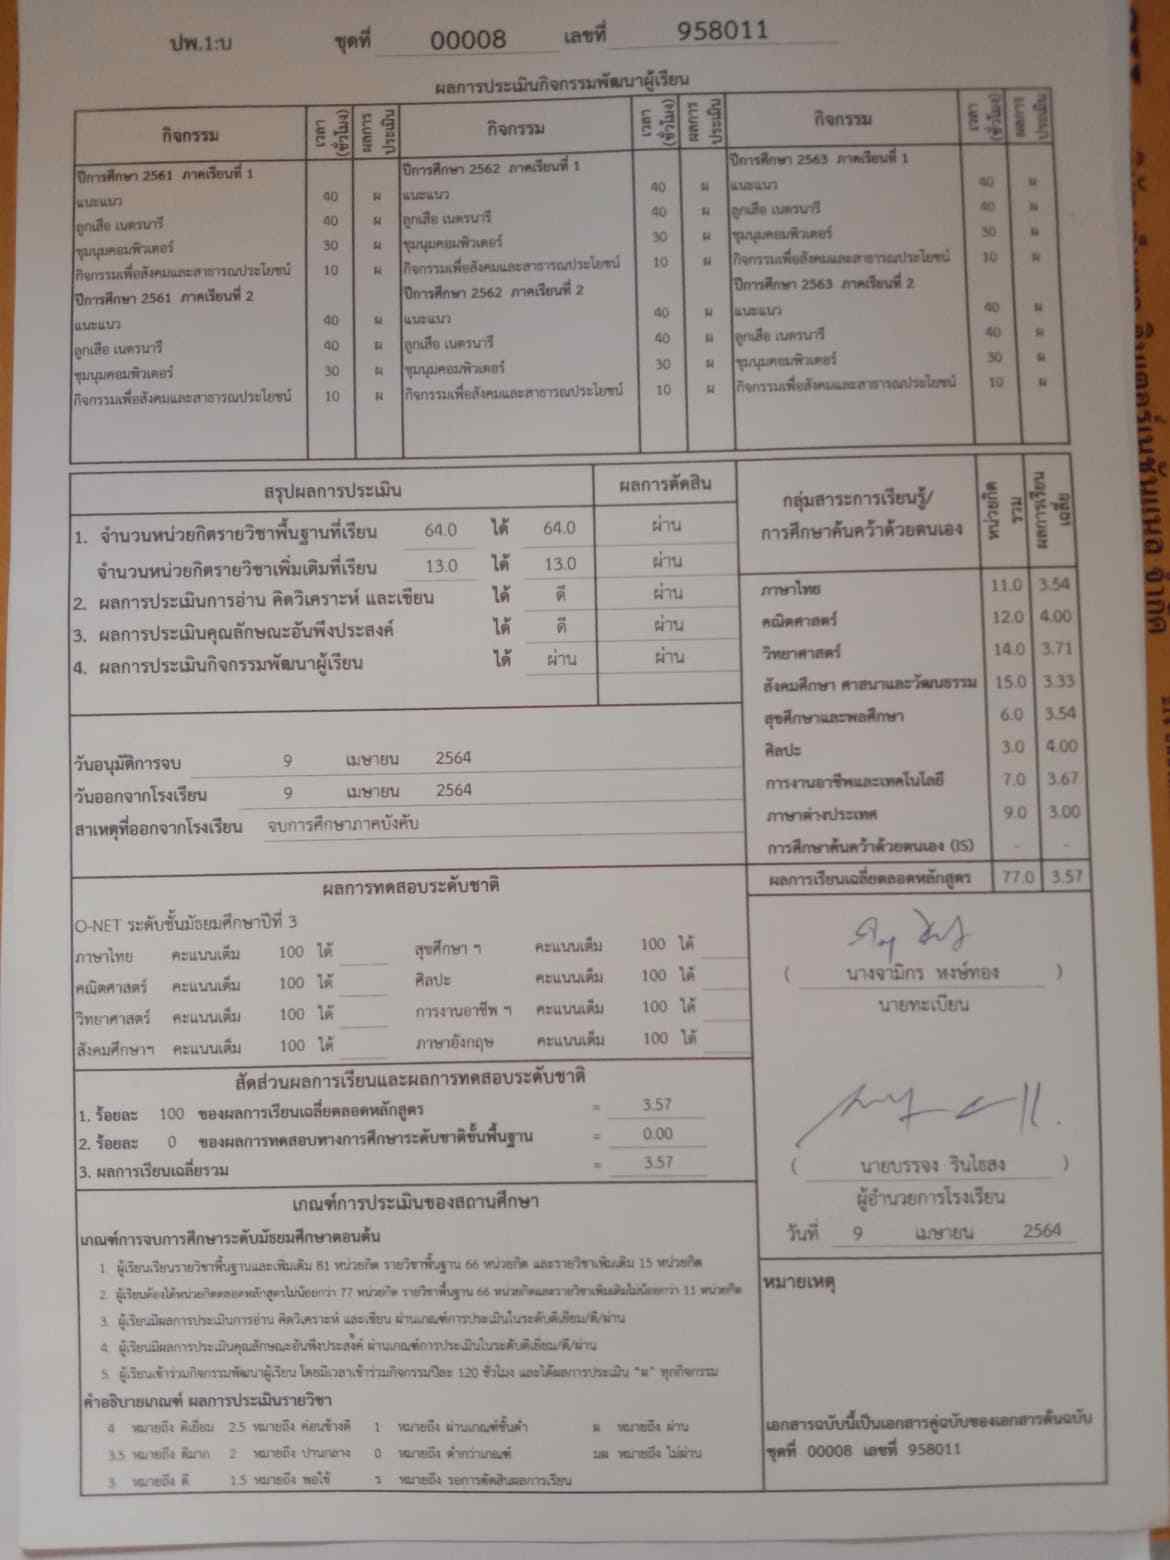 ปพ.1:บ ชุดที่ 00008 เลขที่ 958011
ผลการประเมินกิจกรรมพัฒนาผู้เรียน
กิจกรรม เวลา (ชั่วโมง) ผลการประเมิน กิจกรรม เวลา (ชั่วโมง) ผลการประเมิน กิจกรรม เวลา (ชั่วโมง) ผลการประเมิน
ปีการศึกษา 2561 ภาคเรียนที่ 1 ปีการศึกษา 2562 ภาคเรียนที่ 1 ปีการศึกษา 2563 ภาคเรียนที่ 1
แนะแนว 40 ผ แนะแนว 40 ผ แนะแนว 40 ผ
ลูกเสือ เนตรนารี 40 ผ ลูกเสือ เนตรนารี 40 ผ ลูกเสือ เนตรนารี 40 ผ
ชุมนุมคอมพิวเตอร์ 30 ผ ชุมนุมคอมพิวเตอร์ 30 ผ ชุมนุมคอมพิวเตอร์ 30 ผ
กิจกรรมเพื่อสังคมและสาธารณประโยชน์ 10 ผ กิจกรรมเพื่อสังคมและสาธารณประโยชน์ 10 ผ กิจกรรมเพื่อสังคมและสาธารณประโยชน์ 10 ผ
ปีการศึกษา 2561 ภาคเรียนที่ 2 ปีการศึกษา 2562 ภาคเรียนที่ 2 ปีการศึกษา 2563 ภาคเรียนที่ 2
แนะแนว 40 ผ แนะแนว 40 ผ แนะแนว 40 ผ
ลูกเสือ เนตรนารี 40 ผ ลูกเสือ เนตรนารี 40 ผ ลูกเสือ เนตรนารี 40 ผ
ชุมนุมคอมพิวเตอร์ 30 ผ ชุมนุมคอมพิวเตอร์ 30 ผ ชุมนุมคอมพิวเตอร์ 30 ผ
กิจกรรมเพื่อสังคมและสาธารณประโยชน์ 10 ผ กิจกรรมเพื่อสังคมและสาธารณประโยชน์ 10 ผ กิจกรรมเพื่อสังคมและสาธารณประโยชน์ 10 ผ
สรุปผลการประเมิน ผลการตัดสิน
1. จำนวนหน่วยกิตรายวิชาพื้นฐานที่เรียน 64.0 ได้ 64.0 ผ่าน
จำนวนหน่วยกิตรายวิชาเพิ่มเติมที่เรียน 13.0 ได้ 13.0 ผ่าน
2. ผลการประเมินการอ่าน คิดวิเคราะห์ และเขียน ได้ ดี ผ่าน
3. ผลการประเมินคุณลักษณะอันพึงประสงค์ ได้ ดี ผ่าน
4. ผลการประเมินกิจกรรมพัฒนาผู้เรียน ได้ ผ่าน ผ่าน
วันอนุมัติการจบ 9 เมษายน 2564
วันออกจากโรงเรียน 9 เมษายน 2564
สาเหตุที่ออกจากโรงเรียน จบการศึกษาภาคบังคับ
กลุ่มสาระการเรียนรู้/ หน่วยกิตรวม ผลการเรียนเฉลี่ย
การศึกษาค้นคว้าด้วยตนเอง
ภาษาไทย 11.0 3.54
คณิตศาสตร์ 12.0 4.00
วิทยาศาสตร์ 14.0 3.71
สังคมศึกษา ศาสนาและวัฒนธรรม 15.0 3.33
สุขศึกษาและพลศึกษา 6.0 3.54
ศิลปะ 3.0 4.00
การงานอาชีพและเทคโนโลยี 7.0 3.67
ภาษาต่างประเทศ 9.0 3.00
การศึกษาค้นคว้าด้วยตนเอง (IS) - -
ผลการเรียนเฉลี่ยตลอดหลักสูตร 77.0 3.57
ผลการทดสอบระดับชาติ
O-NET ระดับชั้นมัธยมศึกษาปีที่ 3
ภาษาไทย คะแนนเต็ม 100 ได้ สุขศึกษา ฯ คะแนนเต็ม 100 ได้
คณิตศาสตร์ คะแนนเต็ม 100 ได้ ศิลปะ คะแนนเต็ม 100 ได้
วิทยาศาสตร์ คะแนนเต็ม 100 ได้ การงานอาชีพ ฯ คะแนนเต็ม 100 ได้
สังคมศึกษาฯ คะแนนเต็ม 100 ได้ ภาษาอังกฤษ คะแนนเต็ม 100 ได้
สัดส่วนผลการเรียนและผลการทดสอบระดับชาติ
1. ร้อยละ 100 ของผลการเรียนเฉลี่ยตลอดหลักสูตร = 3.57
2. ร้อยละ 0 ของผลการทดสอบทางการศึกษาระดับชาติขั้นพื้นฐาน = 0.00
3. ผลการเรียนเฉลี่ยรวม = 3.57
เกณฑ์การประเมินของสถานศึกษา
เกณฑ์การจบการศึกษาระดับมัธยมศึกษาตอนต้น
1. ผู้เรียนเรียนรายวิชาพื้นฐานและเพิ่มเติม 81 หน่วยกิต รายวิชาพื้นฐาน 66 หน่วยกิต และรายวิชาเพิ่มเติม 15 หน่วยกิต
2. ผู้เรียนต้องได้หน่วยกิตตลอดหลักสูตรไม่น้อยกว่า 77 หน่วยกิต รายวิชาพื้นฐาน 66 หน่วยกิตและรายวิชาเพิ่มเติมไม่น้อยกว่า 11 หน่วยกิต
3. ผู้เรียนมีผลการประเมินการอ่าน คิดวิเคราะห์ และเขียน ผ่านเกณฑ์การประเมินในระดับดีเยี่ยม/ดี/ผ่าน
4. ผู้เรียนมีผลการประเมินคุณลักษณะอันพึงประสงค์ ผ่านเกณฑ์การประเมินในระดับดีเยี่ยม/ดี/ผ่าน
5. ผู้เรียนเข้าร่วมกิจกรรมพัฒนาผู้เรียน โดยมีเวลาเข้าร่วมกิจกรรมปีละ 120 ชั่วโมง และได้ผลการประเมิน "ผ" ทุกกิจกรรม
คำอธิบายเกณฑ์ ผลการประเมินรายวิชา
4 หมายถึง ดีเยี่ยม 2.5 หมายถึง ค่อนข้างดี 1 หมายถึง ผ่านเกณฑ์ขั้นต่ำ ผ หมายถึง ผ่าน
3.5 หมายถึง ดีมาก 2 หมายถึง ปานกลาง 0 หมายถึง ต่ำกว่าเกณฑ์ มผ หมายถึง ไม่ผ่าน
3 หมายถึง ดี 1.5 หมายถึง พอใช้ ร หมายถึง รอการตัดสินผลการเรียน
( นางจามิกร หงษ์ทอง )
นายทะเบียน
( นายบรรจง รินไธสง )
ผู้อำนวยการโรงเรียน
วันที่ 9 เมษายน 2564
หมายเหตุ
เอกสารฉบับนี้เป็นเอกสารคู่ฉบับของเอกสารต้นฉบับ
ชุดที่ 00008 เลขที่ 958011